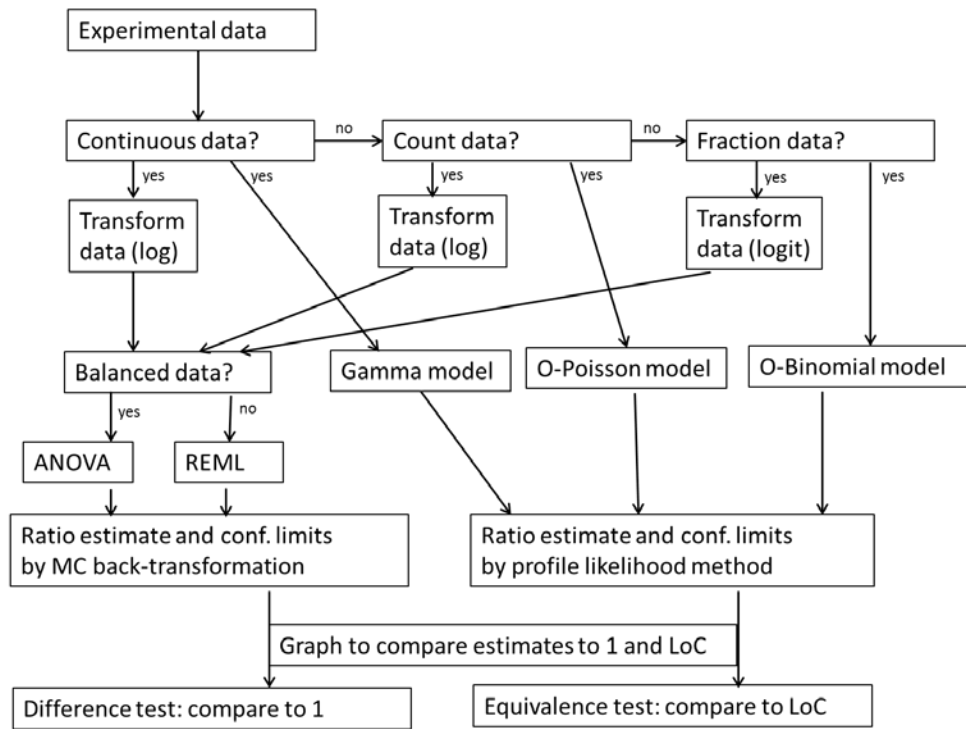 Experimental data
Continuous data?
no
Count data?
no
Fraction data?
yes
yes
yes
yes
yes
yes
Transform
data (log)
Transform
data (log)
Transform
data (logit)
Balanced data?
Gamma model
O-Poisson model
O-Binomial model
yes
no
ANOVA
REML
Ratio estimate and conf. limits
by MC back-transformation
Ratio estimate and conf. limits
by profile likelihood method
Graph to compare estimates to 1 and LoC
Difference test: compare to 1
Equivalence test: compare to LoC